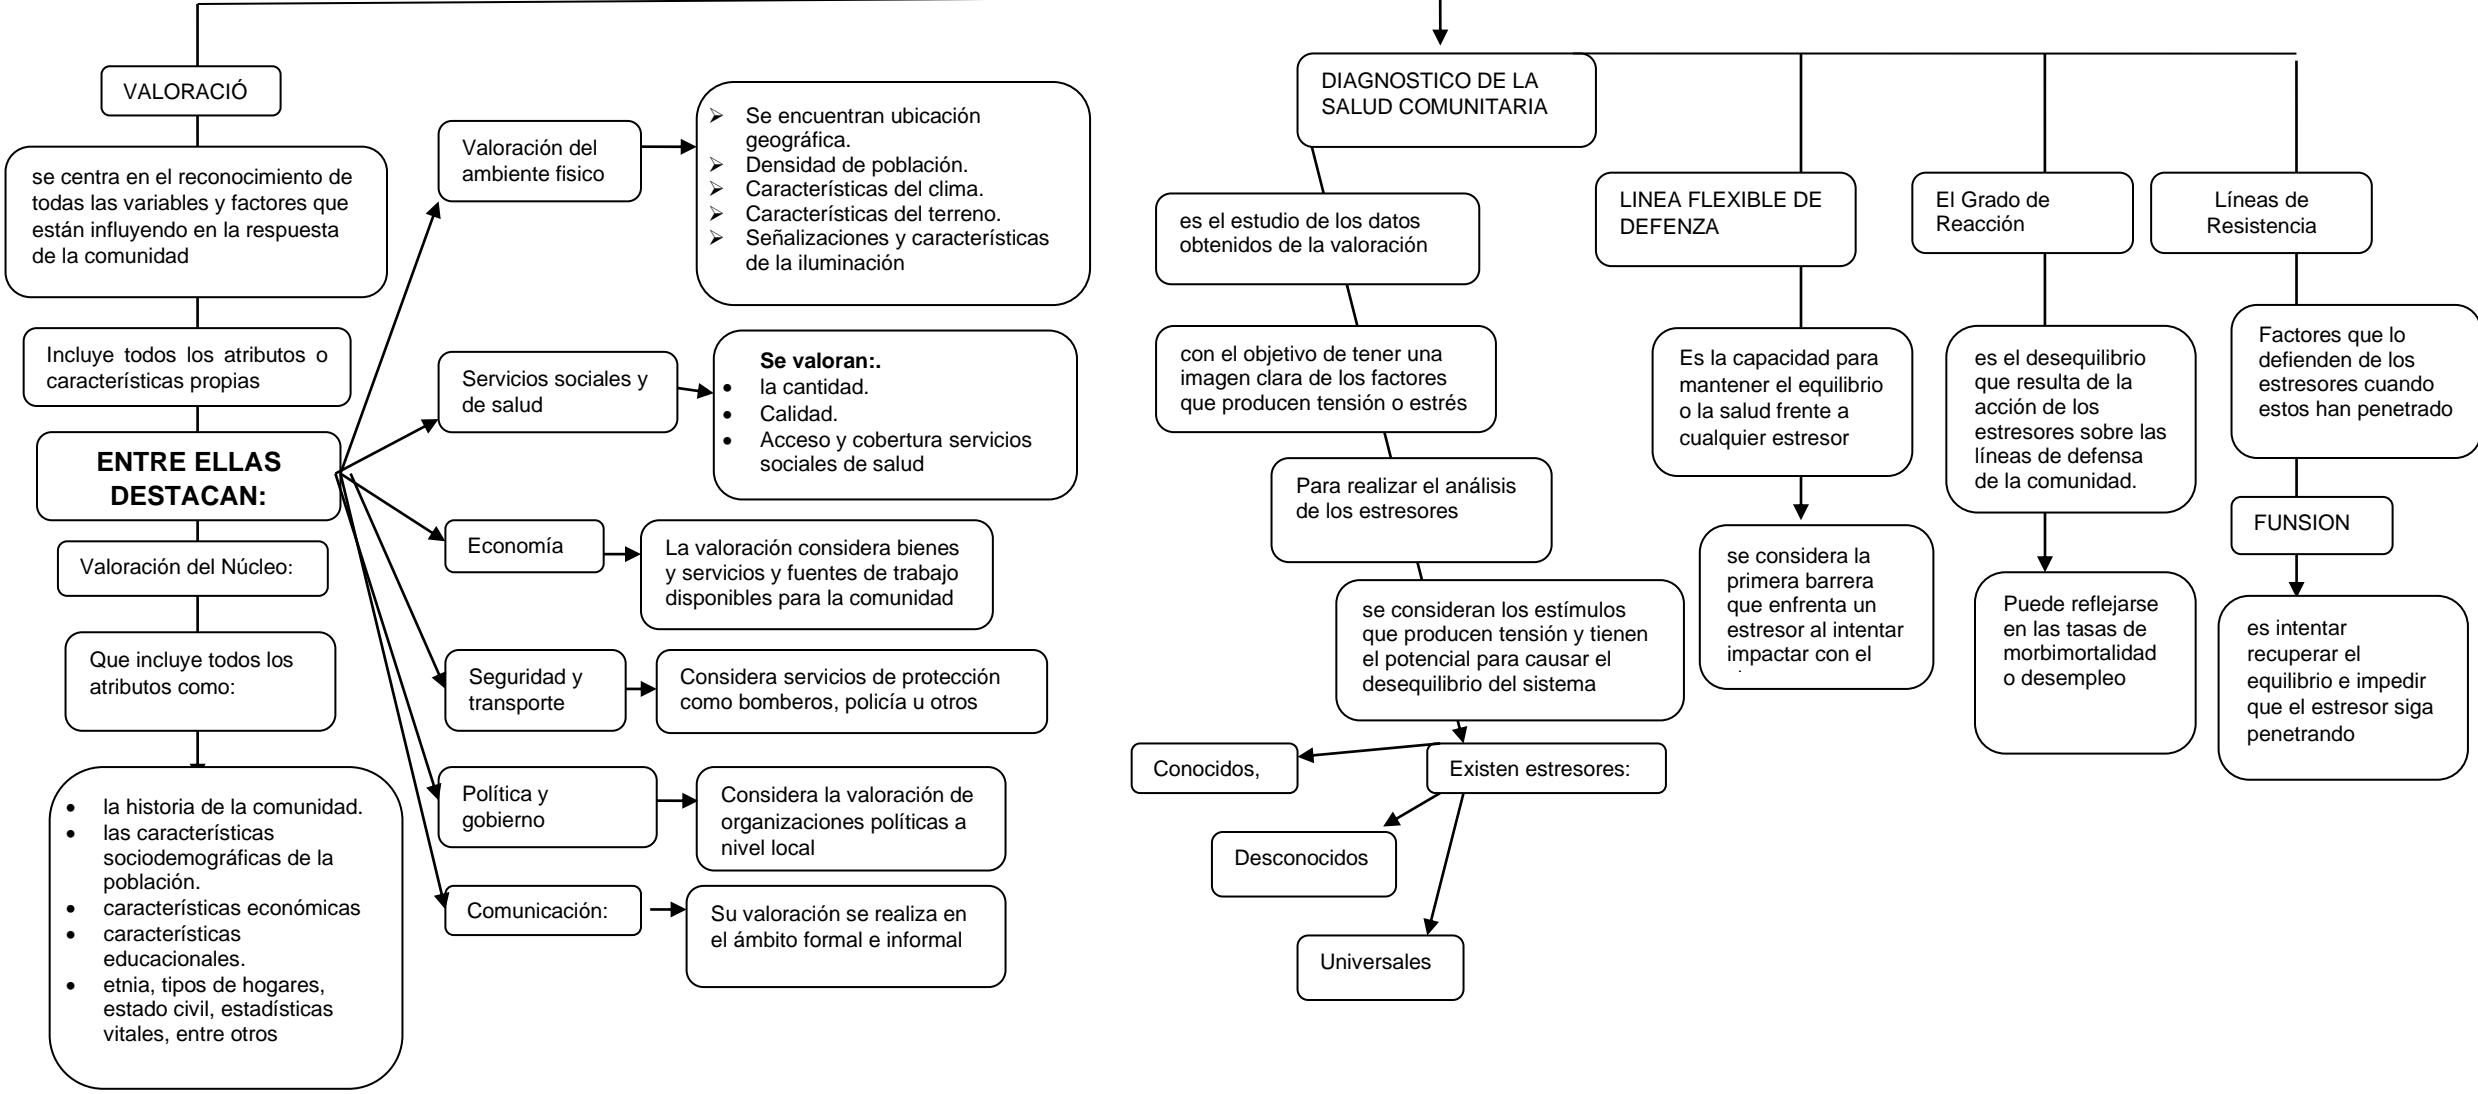 VALORACIÓ
se centra en el reconocimiento de
todas las variables y factores que
están influyendo en la respuesta
de la comunidad
Incluye todos los atributos o
características propias
ENTRE ELLAS
DESTACAN:
Valoración del Núcleo:
Que incluye todos los
atributos como:
• la historia de la comunidad.
• las características
sociodemográficas de la
población.
• características económicas
• características
educacionales.
• etnia, tipos de hogares,
estado civil, estadísticas
vitales, entre otros
Valoración del
ambiente fisico
➢ Se encuentran ubicación
geográfica.
➢ Densidad de población.
➢ Características del clima.
➢ Características del terreno.
➢ Señalizaciones y características
de la iluminación
Servicios sociales y
de salud
Se valoran:.
• la cantidad.
• Calidad.
• Acceso y cobertura servicios
sociales de salud
Economía
La valoración considera bienes
y servicios y fuentes de trabajo
disponibles para la comunidad
Seguridad y
transporte
Considera servicios de protección
como bomberos, policía u otros
Política y
gobierno
Considera la valoración de
organizaciones políticas a
nivel local
Comunicación:
Su valoración se realiza en
el ámbito formal e informal
DIAGNOSTICO DE LA
SALUD COMUNITARIA
es el estudio de los datos
obtenidos de la valoración
con el objetivo de tener una
imagen clara de los factores
que producen tensión o estrés
Para realizar el análisis
de los estresores
se consideran los estímulos
que producen tensión y tienen
el potencial para causar el
desequilibrio del sistema
Existen estresores:
Conocidos,
Desconocidos
Universales
LINEA FLEXIBLE DE
DEFENZA
Es la capacidad para
mantener el equilibrio
o la salud frente a
cualquier estresor
se considera la
primera barrera
que enfrenta un
estresor al intentar
impactar con el
El Grado de
Reacción
es el desequilibrio
que resulta de la
acción de los
estresores sobre las
líneas de defensa
de la comunidad.
Puede reflejarse
en las tasas de
morbimortalidad
o desempleo
Líneas de
Resistencia
Factores que lo
defienden de los
estresores cuando
estos han penetrado
FUNSION
es intentar
recuperar el
equilibrio e impedir
que el estresor siga
penetrando